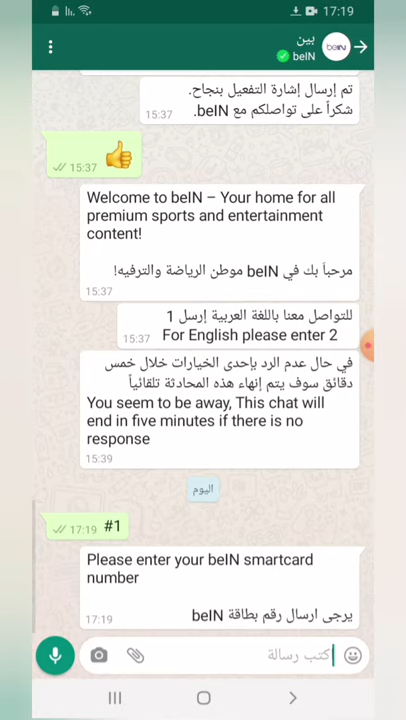 17:19
بين
beIN
beIN
تم إرسال إشارة التفعيل بنجاح.
شكراً على تواصلكم مع beIN.
15:37
15:37
Welcome to beIN – Your home for all
premium sports and entertainment
content!
مرحباً بك في beIN موطن الرياضة والترفيه!
15:37
للتواصل معنا باللغة العربية إرسل 1
For English please enter 2
15:37
في حال عدم الرد بإحدى الخيارات خلال خمس
دقائق سوف يتم إنهاء هذه المحادثة تلقائياً
You seem to be away, This chat will
end in five minutes if there is no
response
15:39
اليوم
#1
17:19
Please enter your beIN smartcard
number
يرجى ارسال رقم بطاقة beIN
17:19
كتب رسالة